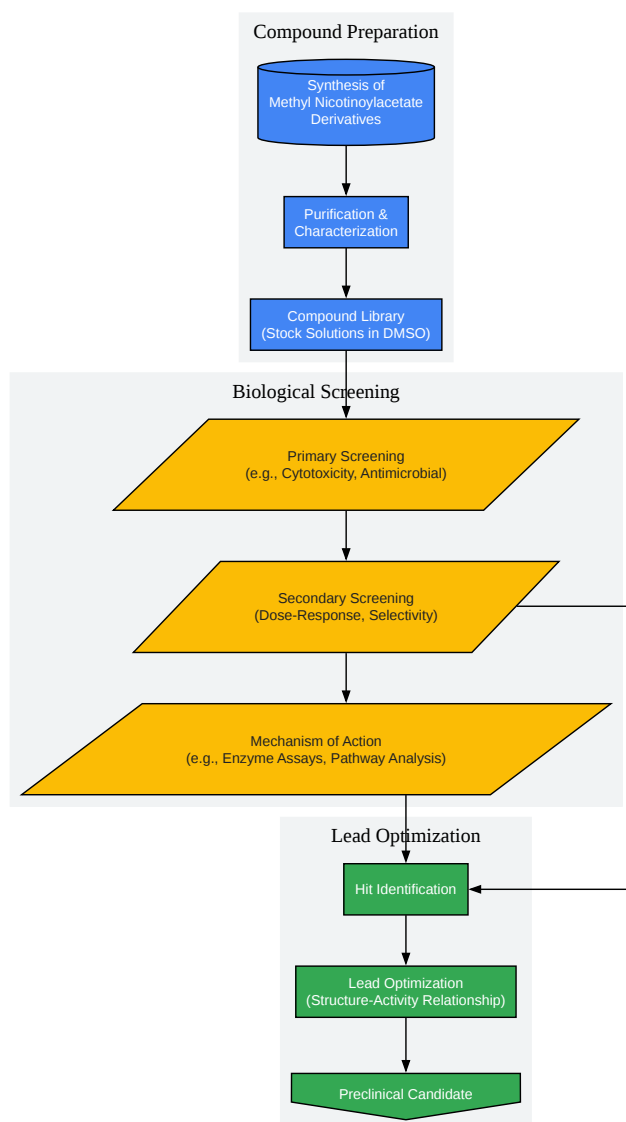 Compound Preparation
Synthesis of
Methyl Nicotinoylacetate
Derivatives
Purification &
Characterization
Compound Library
(Stock Solutions in DMSO)
Biological Screening
Primary Screening
(e.g., Cytotoxicity, Antimicrobial)
Secondary Screening
(Dose-Response, Selectivity)
Mechanism of Action
(e.g., Enzyme Assays, Pathway Analysis)
Lead Optimization
Hit Identification
Lead Optimization
(Structure-Activity Relationship)
Preclinical Candidate